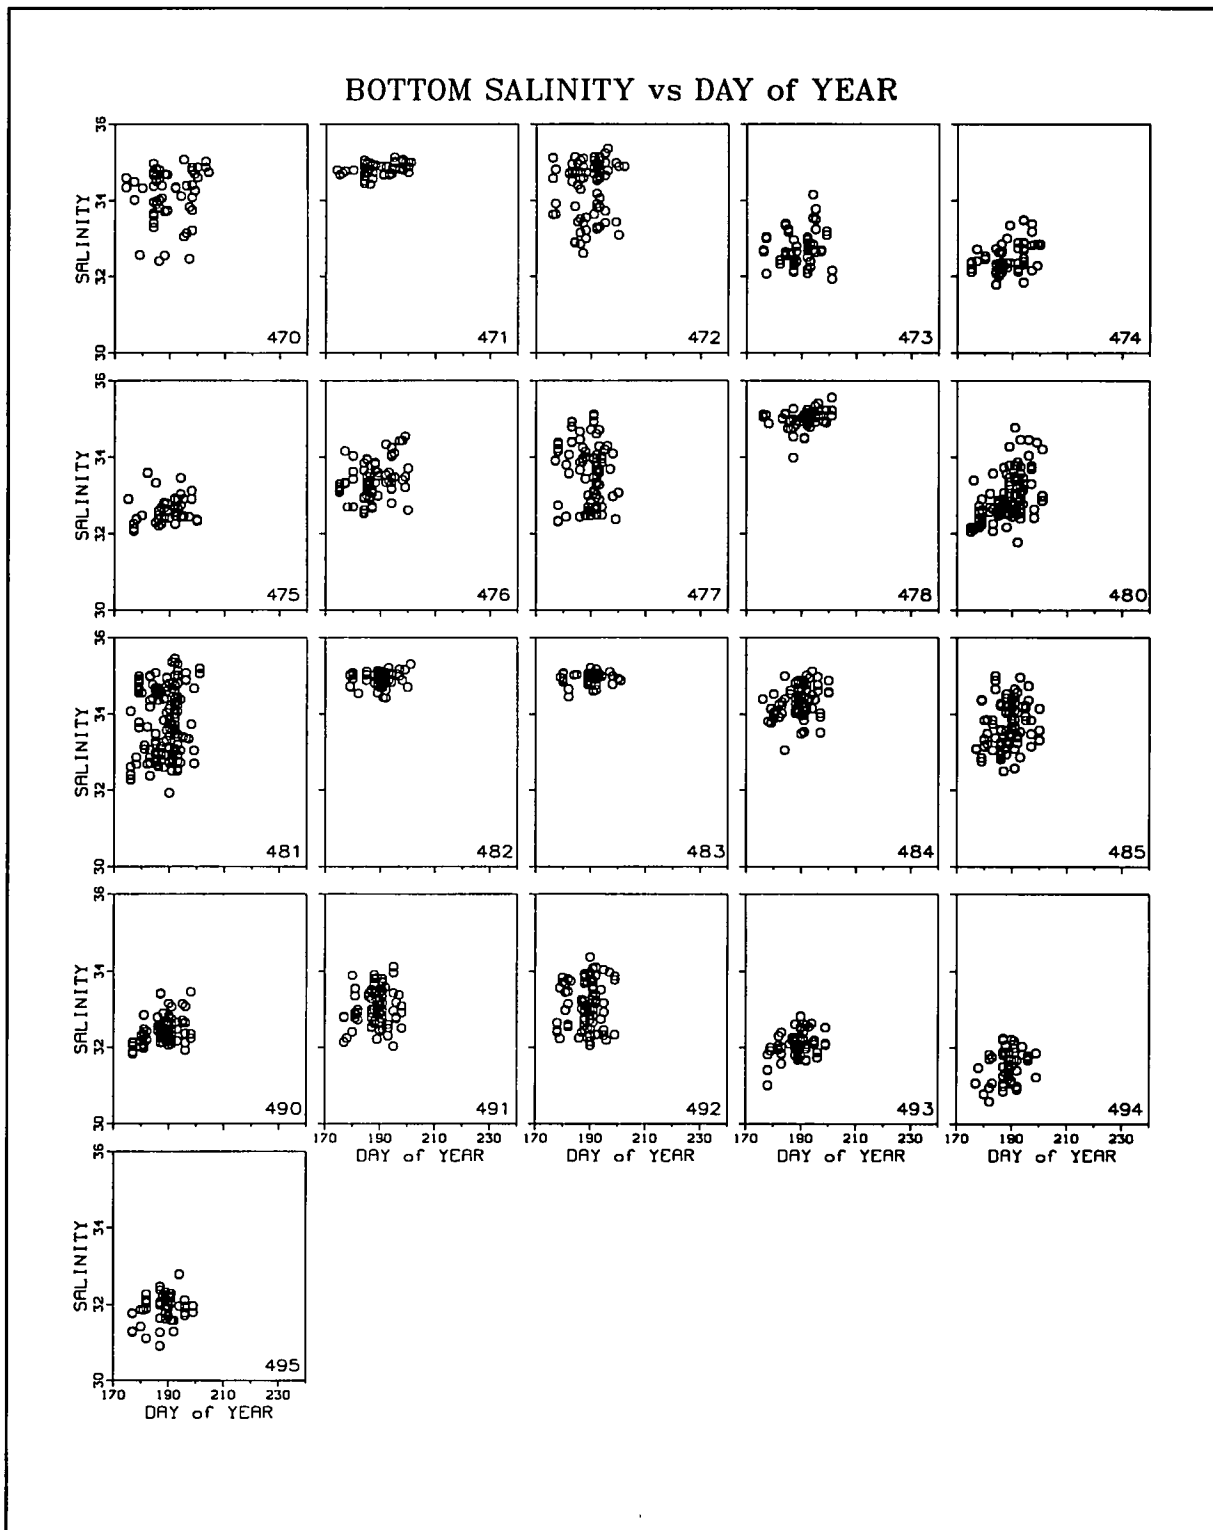 BOTTOM SALINITY vs DAY of YEAR
SALINITY
36
34
32
30
470
471
472
473
474
SALINITY
36
34
32
30
475
476
477
478
480
SALINITY
36
34
32
30
481
482
483
484
485
SALINITY
36
34
32
30
490
491
492
493
494
170 190 210 230
170 190 210 230
170 190 210 230
170 190 210 230
DAY of YEAR
DAY of YEAR
DAY of YEAR
DAY of YEAR
SALINITY
36
34
32
30
495
170 190 210 230
DAY of YEAR